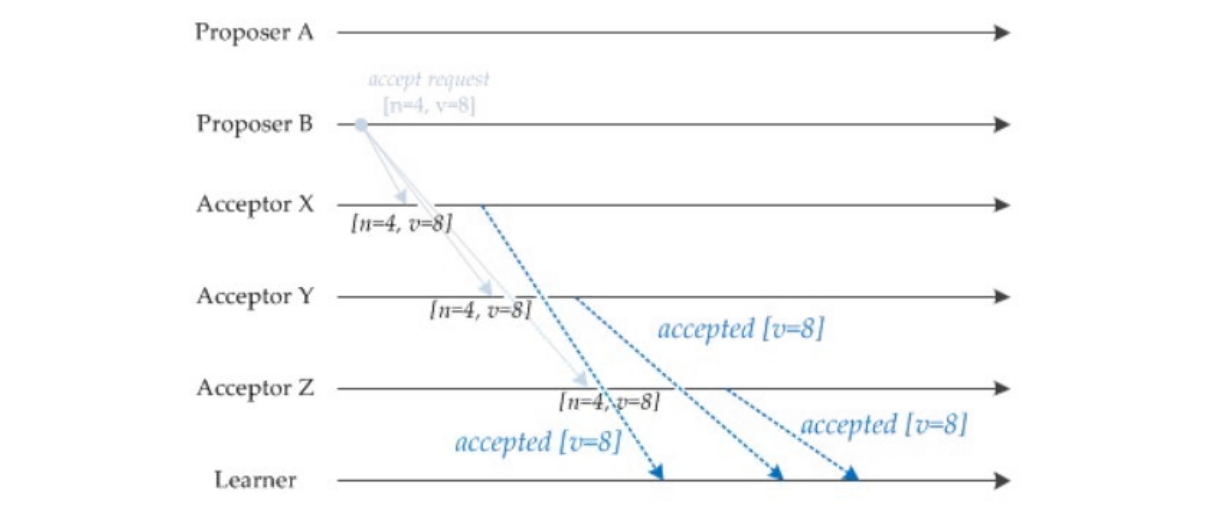 Proposer A
accept request
[n=4, v=8]
Proposer B
Acceptor X
[n=4, v=8]
Acceptor Y
[n=4, v=8]
accepted [v=8]
Acceptor Z
[n=4, v=8]
accepted [v=8]
accepted [v=8]
Learner